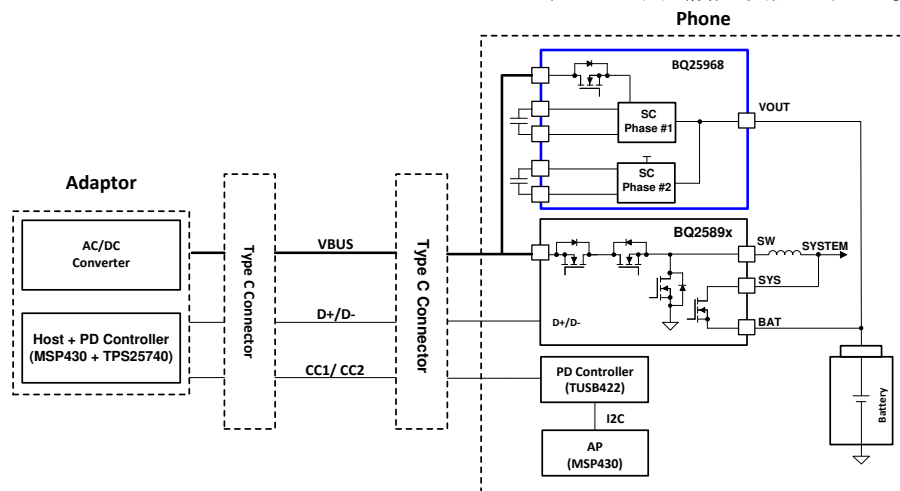 Phone
BQ25968
VOUT
SC
Phase #1
SC
Phase #2
Adaptor
AC/DC
Converter
Host + PD Controller
(MSP430 + TPS25740)
Type C Connector
VBUS
D+/D-
CC1/ CC2
Type C Connector
BQ2589x
SW
SYSTEM
SYS
BAT
D+/D-
PD Controller
(TUSB422)
I2C
AP
(MSP430)
Battery